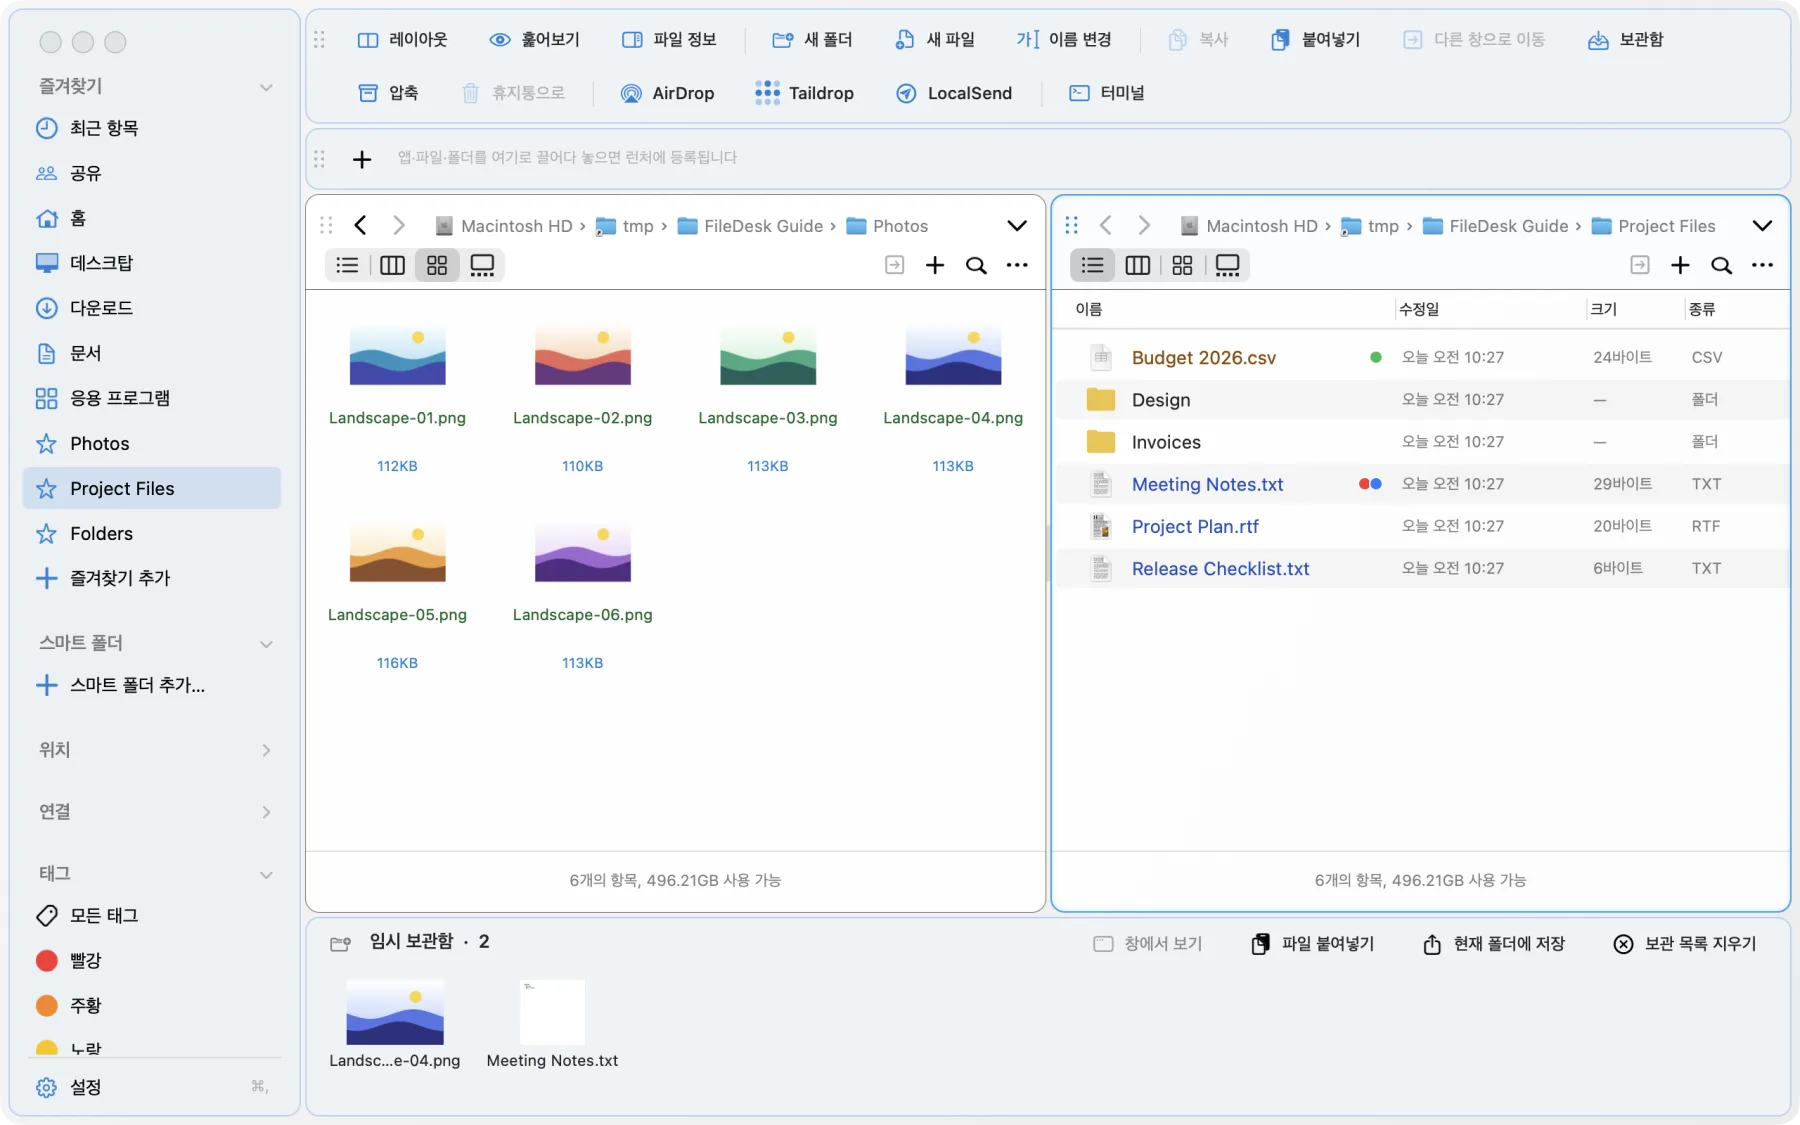 레이아웃 훑어보기 파일 정보 새 폴더 새 파일 가 이름 변경 복사 붙여넣기 다른 창으로 이동 보관함
압축 휴지통으로 AirDrop Taildrop LocalSend 터미널
앱·파일·폴더를 여기로 끌어다 놓으면 런처에 등록됩니다
즐겨찾기
최근 항목
공유
홈
데스크탑
다운로드
문서
응용 프로그램
Photos
Project Files
Folders
즐겨찾기 추가
스마트 폴더
스마트 폴더 추가...
위치
연결
태그
모든 태그
빨강
주황
노랑
설정 ⌘,
Macintosh HD › tmp › FileDesk Guide › Photos
Landscape-01.png Landscape-02.png Landscape-03.png Landscape-04.png
112KB 110KB 113KB 113KB
Landscape-05.png Landscape-06.png
116KB 113KB
6개의 항목, 496.21GB 사용 가능
Macintosh HD › tmp › FileDesk Guide › Project Files
이름 수정일 크기 종류
Budget 2026.csv 오늘 오전 10:27 24바이트 CSV
Design 오늘 오전 10:27 — 폴더
Invoices 오늘 오전 10:27 — 폴더
Meeting Notes.txt 오늘 오전 10:27 29바이트 TXT
Project Plan.rtf 오늘 오전 10:27 20바이트 RTF
Release Checklist.txt 오늘 오전 10:27 6바이트 TXT
6개의 항목, 496.21GB 사용 가능
임시 보관함 · 2 창에서 보기 파일 붙여넣기 현재 폴더에 저장 보관 목록 지우기
Landsc...e-04.png Meeting Notes.txt